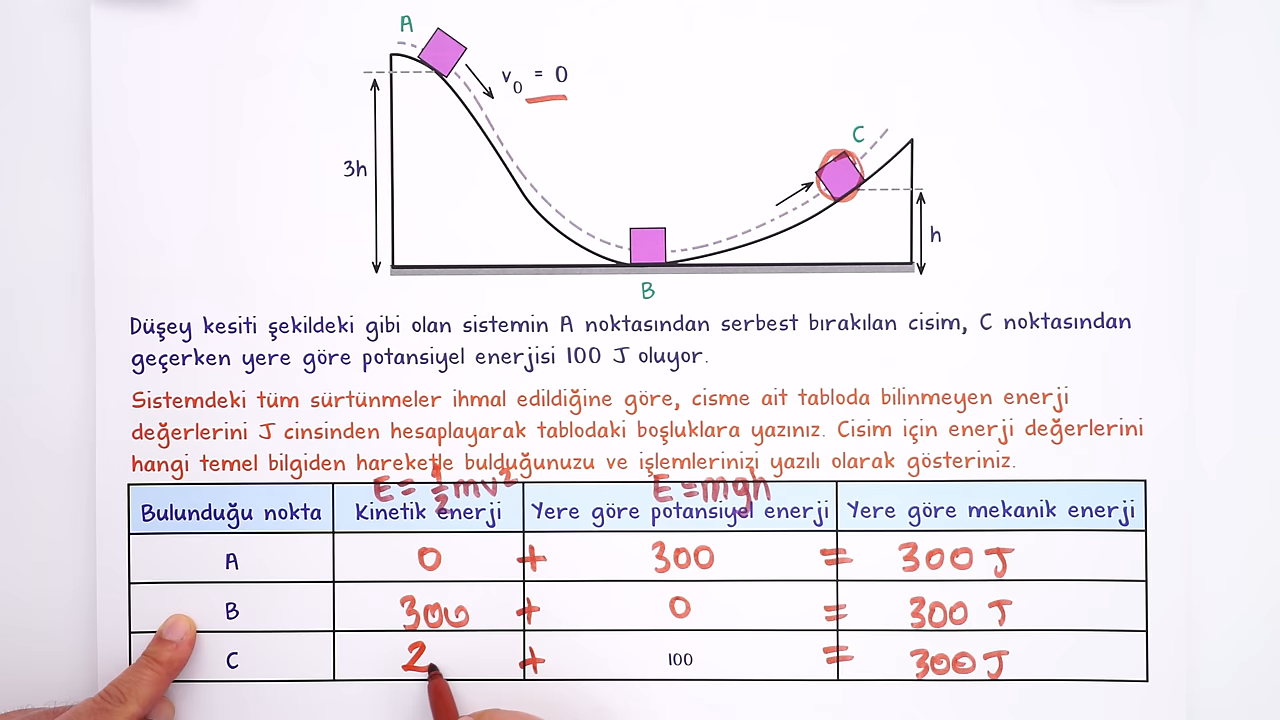 A
v₀ = 0
C
3h
h
B
Düşey kesiti şekildeki gibi olan sistemin A noktasından serbest bırakılan cisim, C noktasından
geçerken yere göre potansiyel enerjisi 100 J oluyor.
Sistemdeki tüm sürtünmeler ihmal edildiğine göre, cisme ait tabloda bilinmeyen enerji
değerlerini J cinsinden hesaplayarak tablodaki boşluklara yazınız. Cisim için enerji değerlerini
hangi temel bilgiden hareketle bulduğunuzu ve işlemlerinizi yazılı olarak gösteriniz.
E = 1/2 mv² E = mgh
Bulunduğu nokta Kinetik enerji Yere göre potansiyel enerji Yere göre mekanik enerji
A 0 + 300 = 300 J
B 300 + 0 = 300 J
C 2 + 100 = 300 J